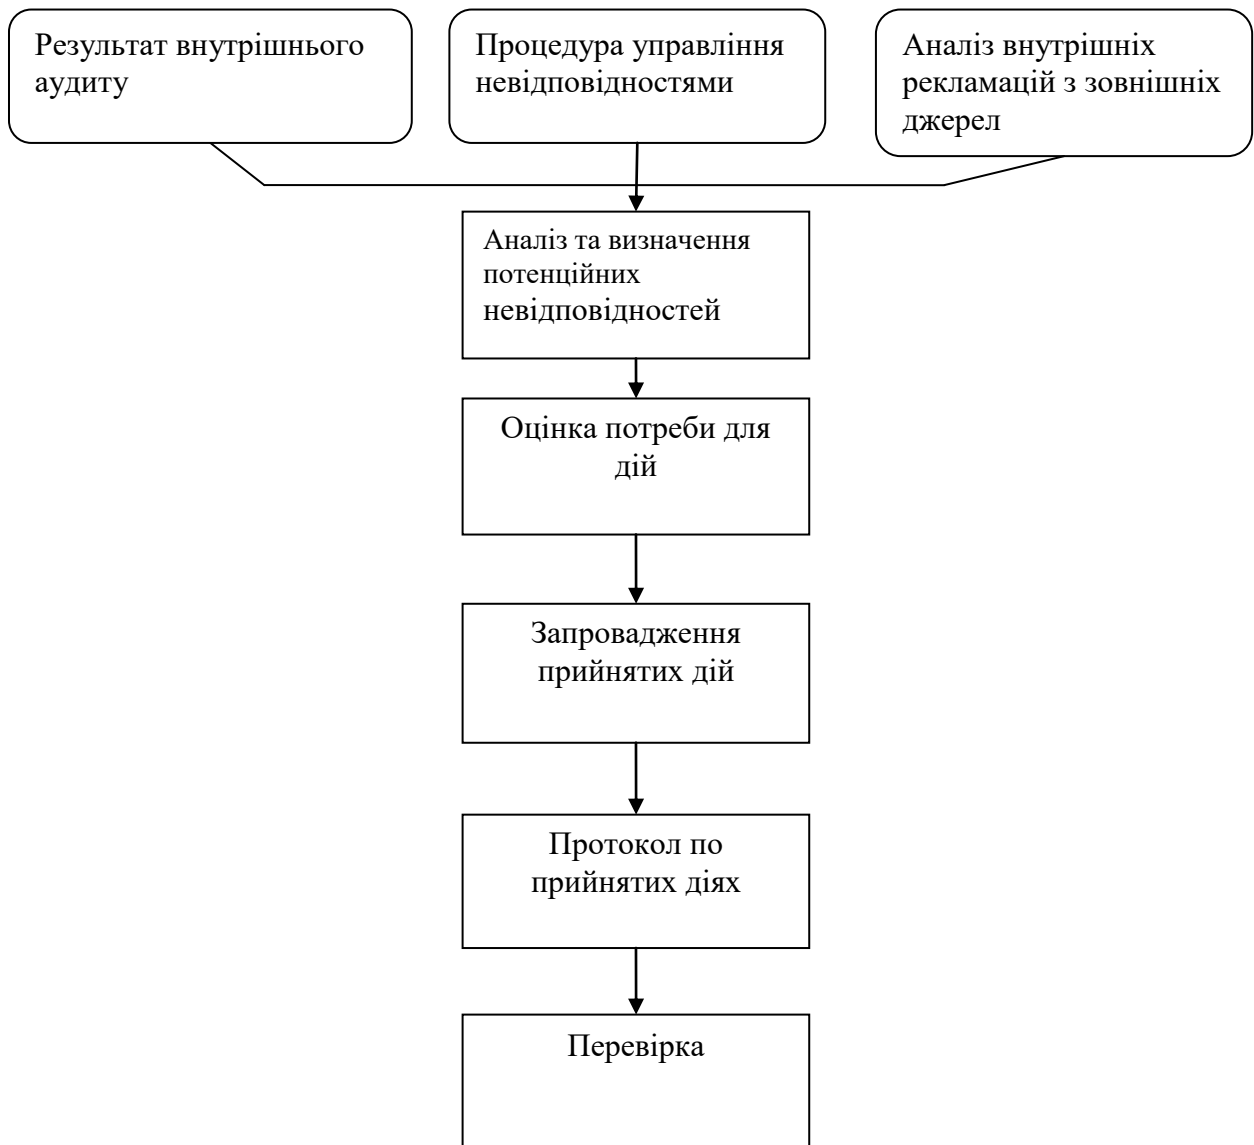 Результат внутрішнього
аудиту
Процедура управління
невідповідностями
Аналіз внутрішніх
рекламацій з зовнішніх
джерел
Аналіз та визначення
потенційних
невідповідностей
Оцінка потреби для
дій
Запровадження
прийнятих дій
Протокол по
прийнятих діях
Перевірка